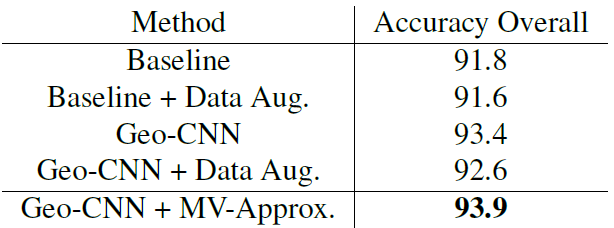 Method Accuracy Overall
Baseline 91.8
Baseline + Data Aug. 91.6
Geo-CNN 93.4
Geo-CNN + Data Aug. 92.6
Geo-CNN + MV-Approx. 93.9